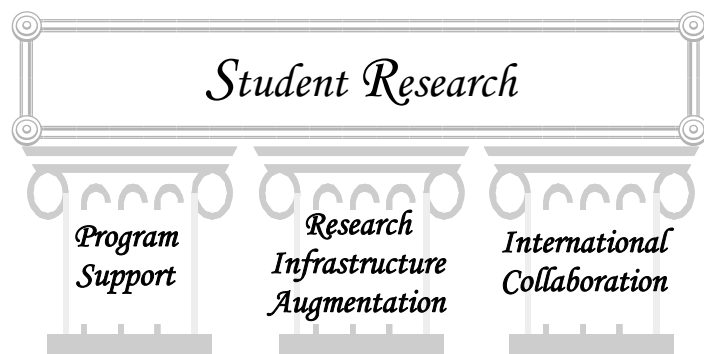 Student Research
Program
Support
Research
Infrastructure
Augmentation
International
Collaboration